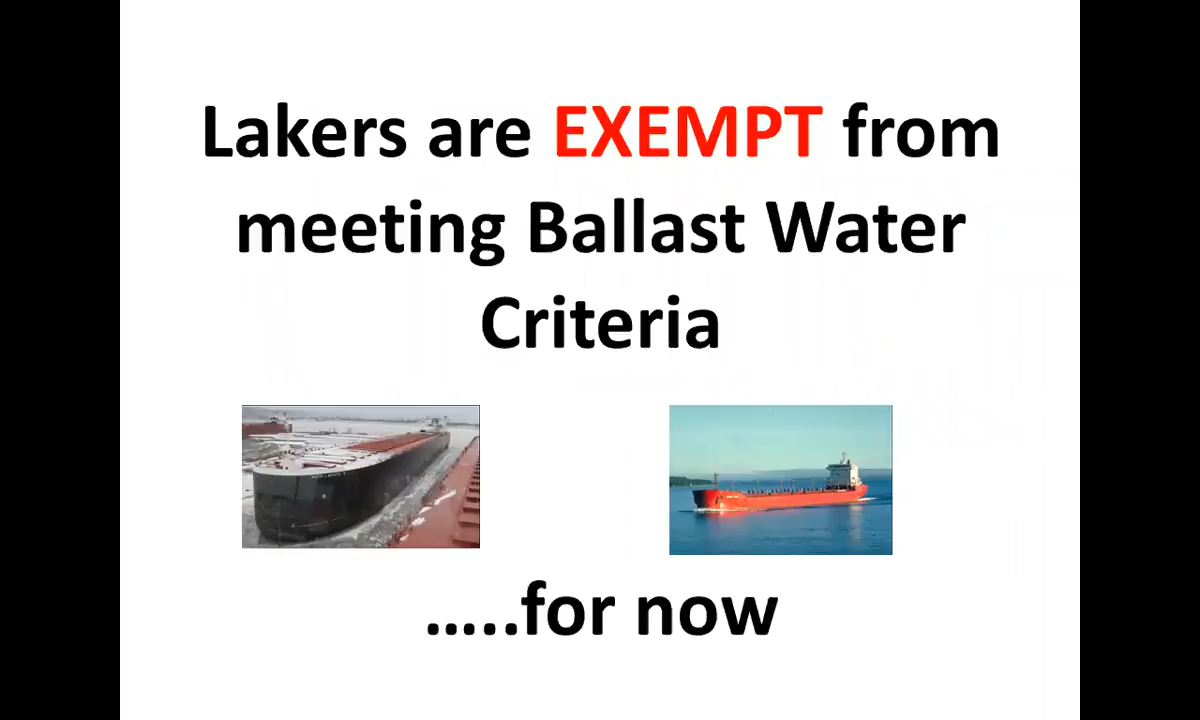 Lakers are EXEMPT from
meeting Ballast Water
Criteria
…..for now